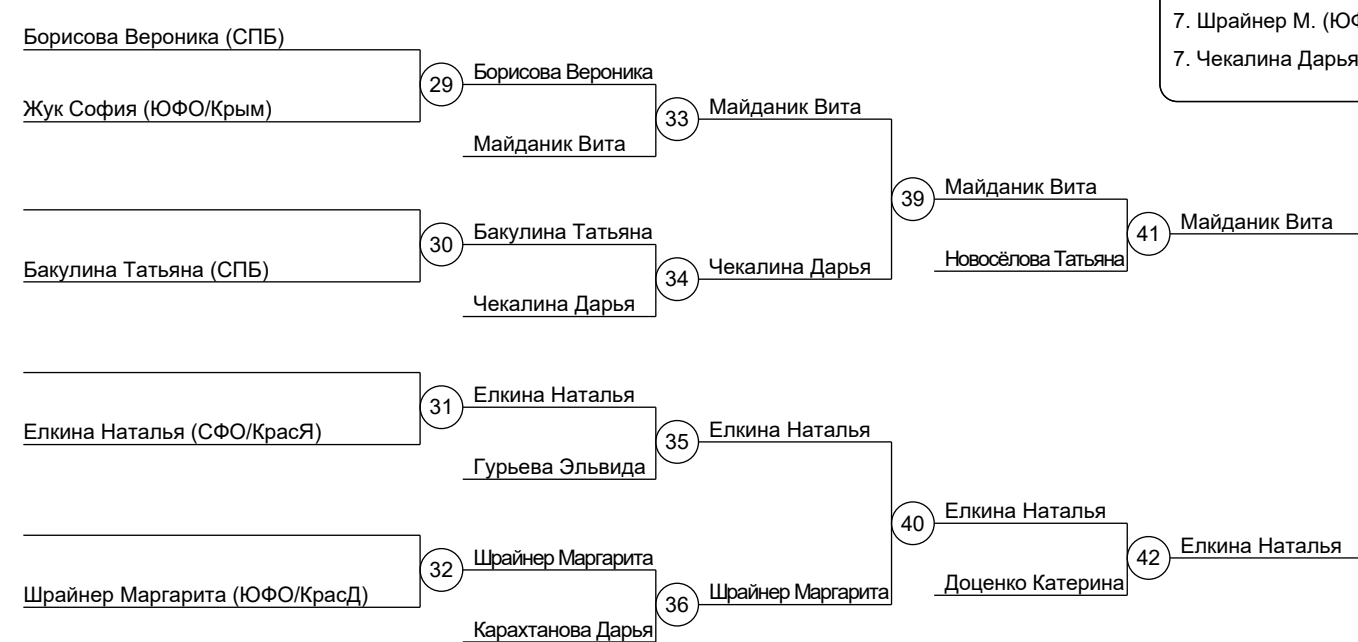 7. Шрайнер М. (ЮФ
7. Чекалина Дарья
Борисова Вероника (СПБ)
29
Борисова Вероника
Жук София (ЮФО/Крым)
33
Майданик Вита
Майданик Вита
39
Майданик Вита
30
Бакулина Татьяна
41
Майданик Вита
Бакулина Татьяна (СПБ)
34
Чекалина Дарья
Новосёлова Татьяна
Чекалина Дарья
31
Елкина Наталья
Елкина Наталья (СФО/КрасЯ)
35
Елкина Наталья
Гурьева Эльвида
40
Елкина Наталья
32
Шрайнер Маргарита
42
Елкина Наталья
Шрайнер Маргарита (ЮФО/КрасД)
36
Шрайнер Маргарита
Доценко Катерина
Карахтанова Дарья